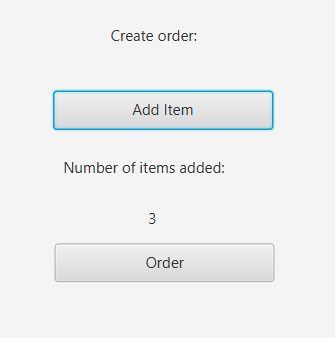 Create order:
Add Item
Number of items added:
3
Order